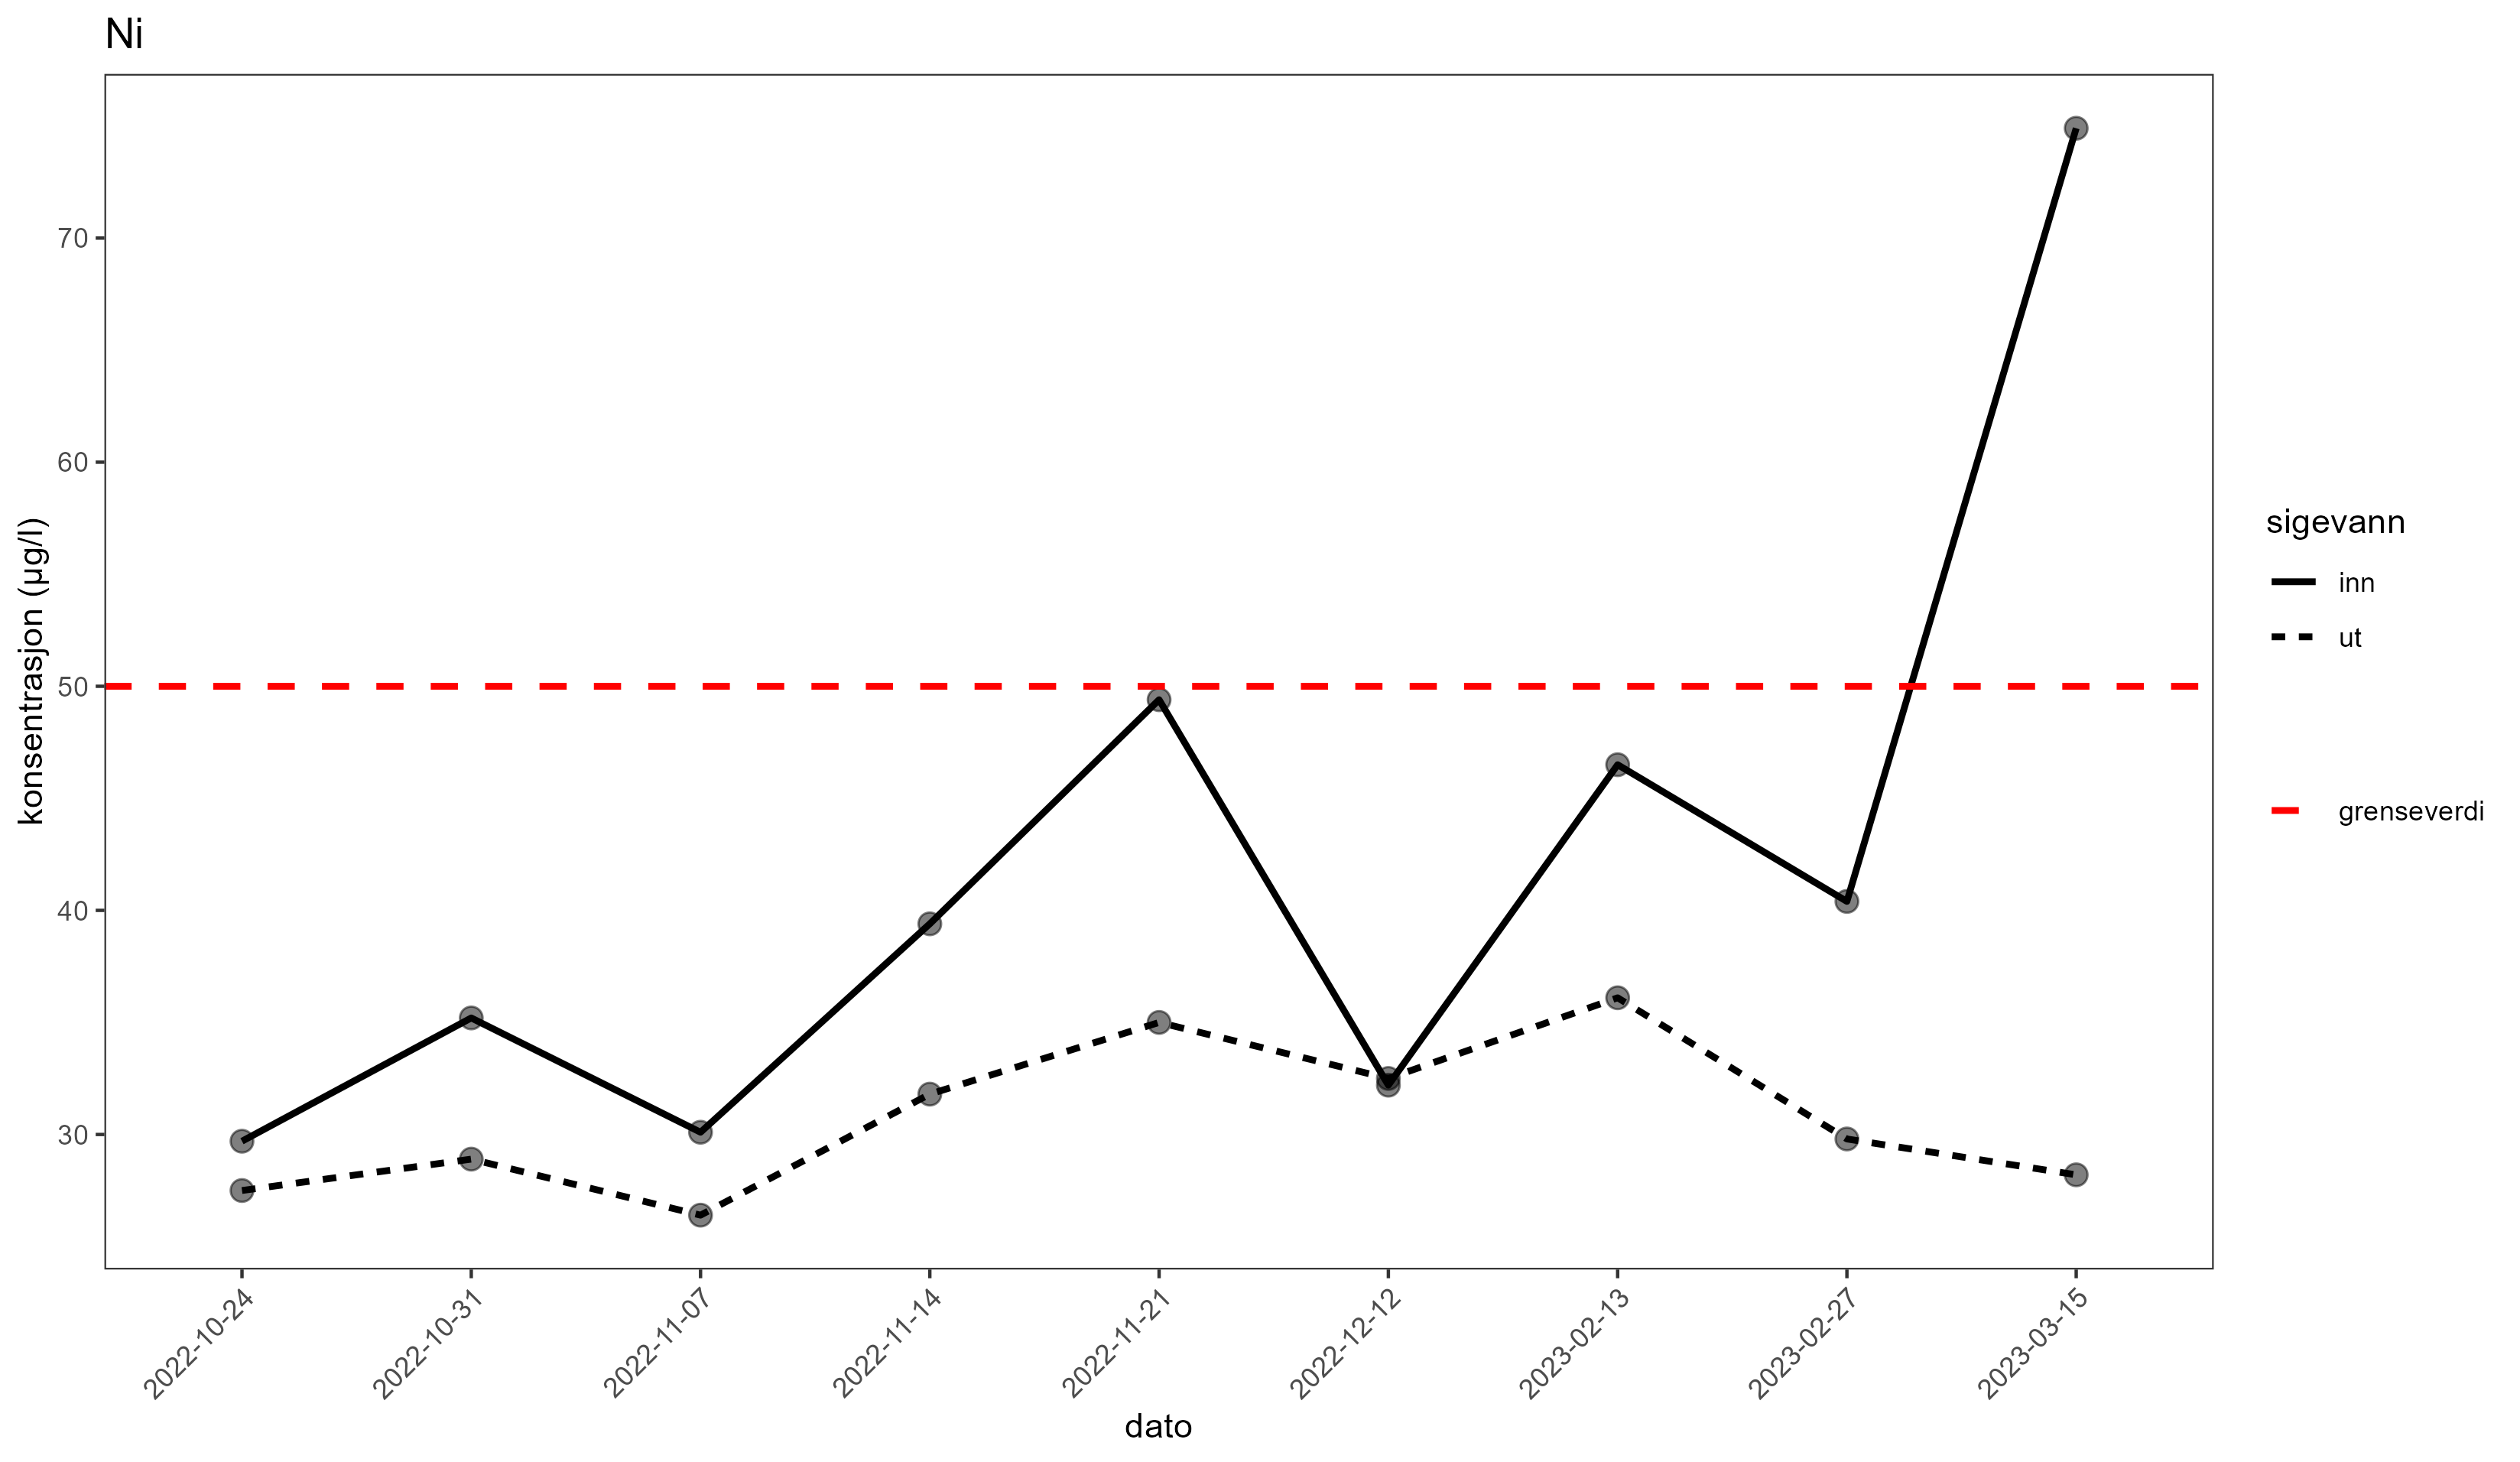 Ni
konsentrasjon (µg/l)
70
60
50
40
30
2022-10-24
2022-10-31
2022-11-07
2022-11-14
2022-11-21
2022-12-12
2023-02-13
2023-02-27
2023-03-15
dato
sigevann
inn
ut
grenseverdi